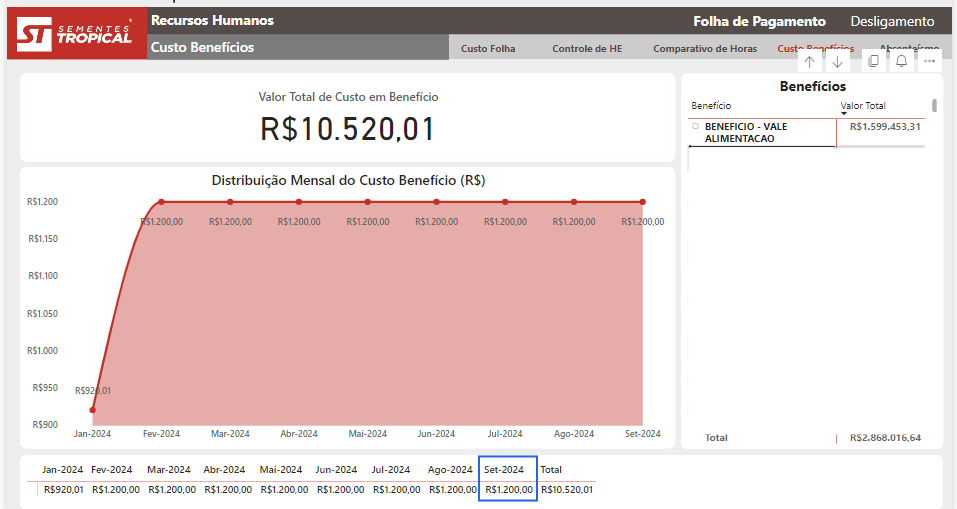 SEMENTES
ST TROPICAL
Recursos Humanos
Folha de Pagamento
Desligamento
Custo Benefícios
Custo Folha
Controle de HE
Comparativo de Horas
Custo Benefícios
Absenteísmo
Valor Total de Custo em Benefício
R$10.520,01
Benefícios
Benefício
Valor Total
BENEFICIO - VALE
ALIMENTACAO
R$1.599.453,31
Total
R$2.868.016,64
Distribuição Mensal do Custo Benefício (R$)
R$1.200
R$1.150
R$1.100
R$1.050
R$1.000
R$950
R$900
R$920,01
R$1.200,00
R$1.200,00
R$1.200,00
R$1.200,00
R$1.200,00
R$1.200,00
R$1.200,00
R$1.200,00
Jan-2024 Fev-2024 Mar-2024 Abr-2024 Mai-2024 Jun-2024 Jul-2024 Ago-2024 Set-2024
Jan-2024 Fev-2024 Mar-2024 Abr-2024 Mai-2024 Jun-2024 Jul-2024 Ago-2024 Set-2024 Total
R$920,01 R$1.200,00 R$1.200,00 R$1.200,00 R$1.200,00 R$1.200,00 R$1.200,00 R$1.200,00 R$1.200,00 R$10.520,01